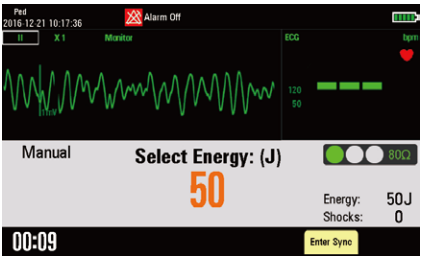 Ped
2016-12-21 10:17:36
Alarm Off
II X 1 Monitor
ECG bpm
1mV
120
50
---
Manual
Select Energy: (J)
50
80Ω
Energy: 50J
Shocks: 0
00:09
Enter Sync